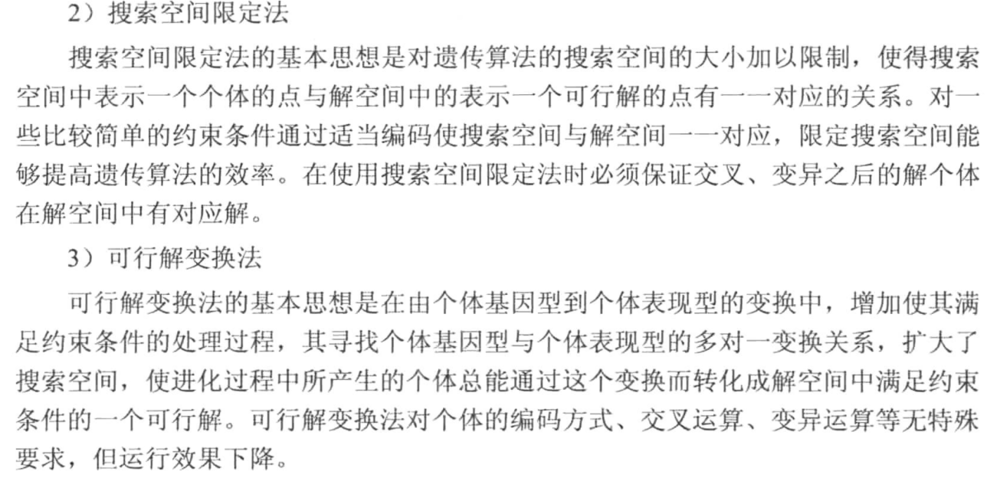 2）搜索空间限定法
搜索空间限定法的基本思想是对遗传算法的搜索空间的大小加以限制，使得搜索
空间中表示一个个体的点与解空间中的表示一个可行解的点有一一对应的关系。对一
些比较简单的约束条件通过适当编码使搜索空间与解空间一一对应，限定搜索空间能
够提高遗传算法的效率。在使用搜索空间限定法时必须保证交叉、变异之后的解个体
在解空间中有对应解。
3）可行解变换法
可行解变换法的基本思想是在由个体基因型到个体表现型的变换中，增加使其满
足约束条件的处理过程，其寻找个体基因型与个体表现型的多对一变换关系，扩大了
搜索空间，使进化过程中所产生的个体总能通过这个变换而转化成解空间中满足约束
条件的一个可行解。可行解变换法对个体的编码方式、交叉运算、变异运算等无特殊
要求，但运行效果下降。